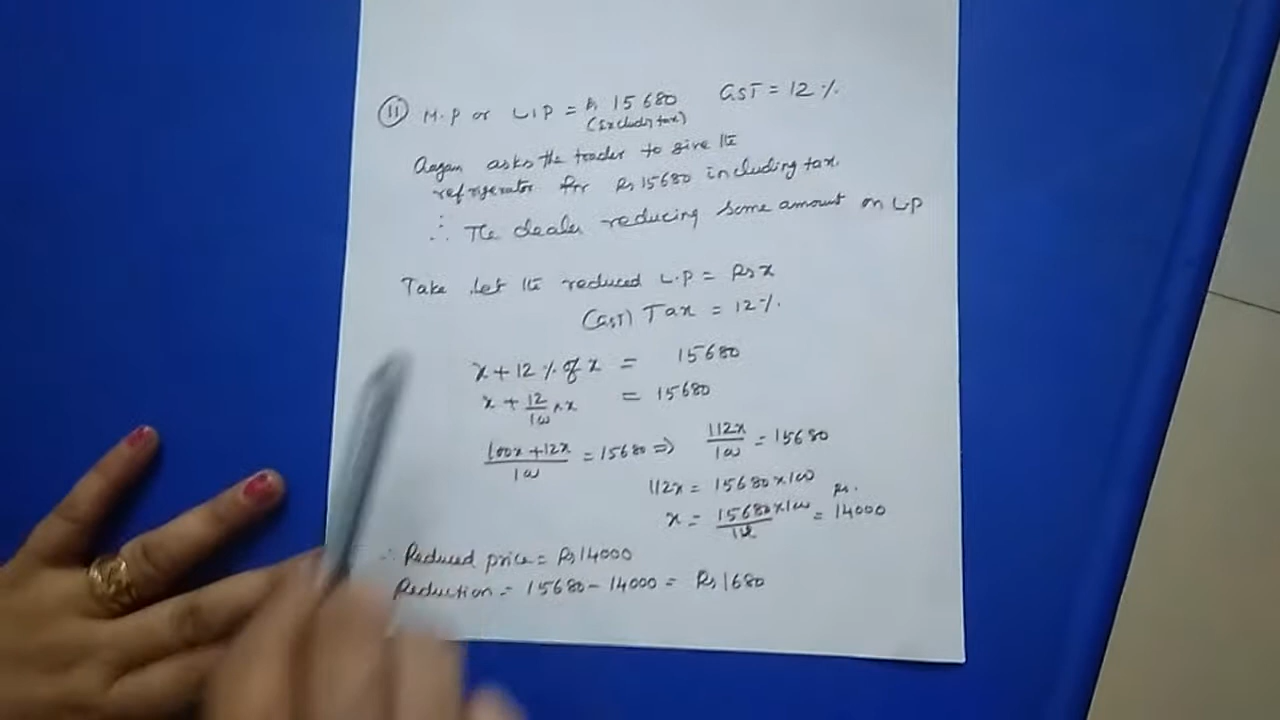 (11) M.P or L.P = Rs 15680 GST = 12%.
(Excluding tax)
Aagam asks the trader to give the
refrigerator for Rs 15680 including tax.
∴ The dealer reducing some amount on L.P
Take let the reduced L.P = Rs x
(GST) Tax = 12%.
x + 12% of x = 15680
x + 12/100 × x = 15680
(100x + 12x)/100 = 15680 ⇒ 112x/100 = 15680
112x = 15680 × 100
x = (15680 × 100)/112 = Rs. 14000
∴ Reduced price = Rs 14000
Reduction = 15680 − 14000 = Rs 1680